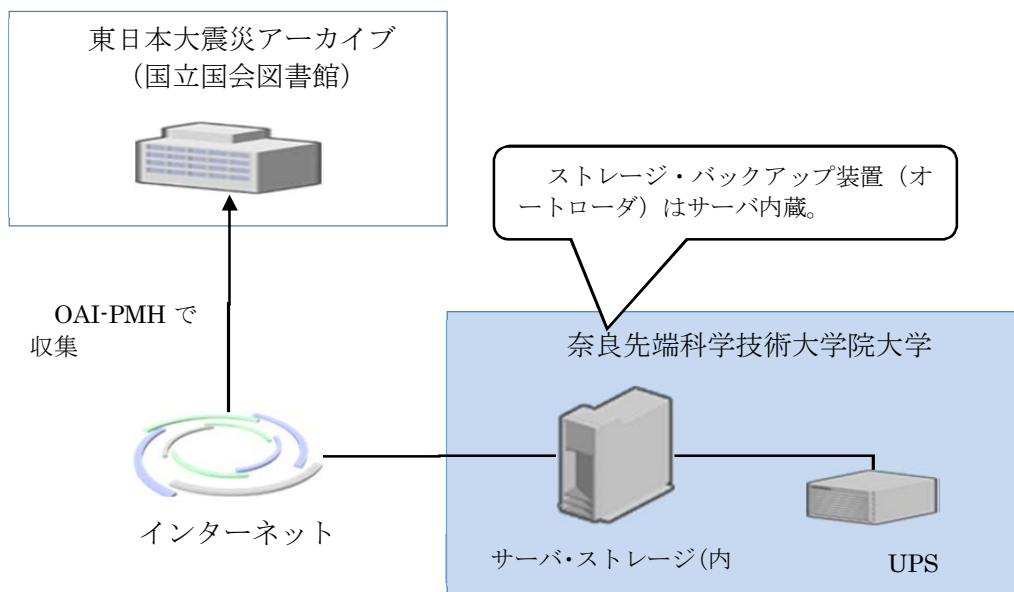 東日本大震災アーカイブ
（国立国会図書館）
ストレージ・バックアップ装置（オ
ートローダ）はサーバ内蔵。
OAI-PMH で
収集
奈良先端科学技術大学院大学
インターネット
サーバ・ストレージ（内
UPS